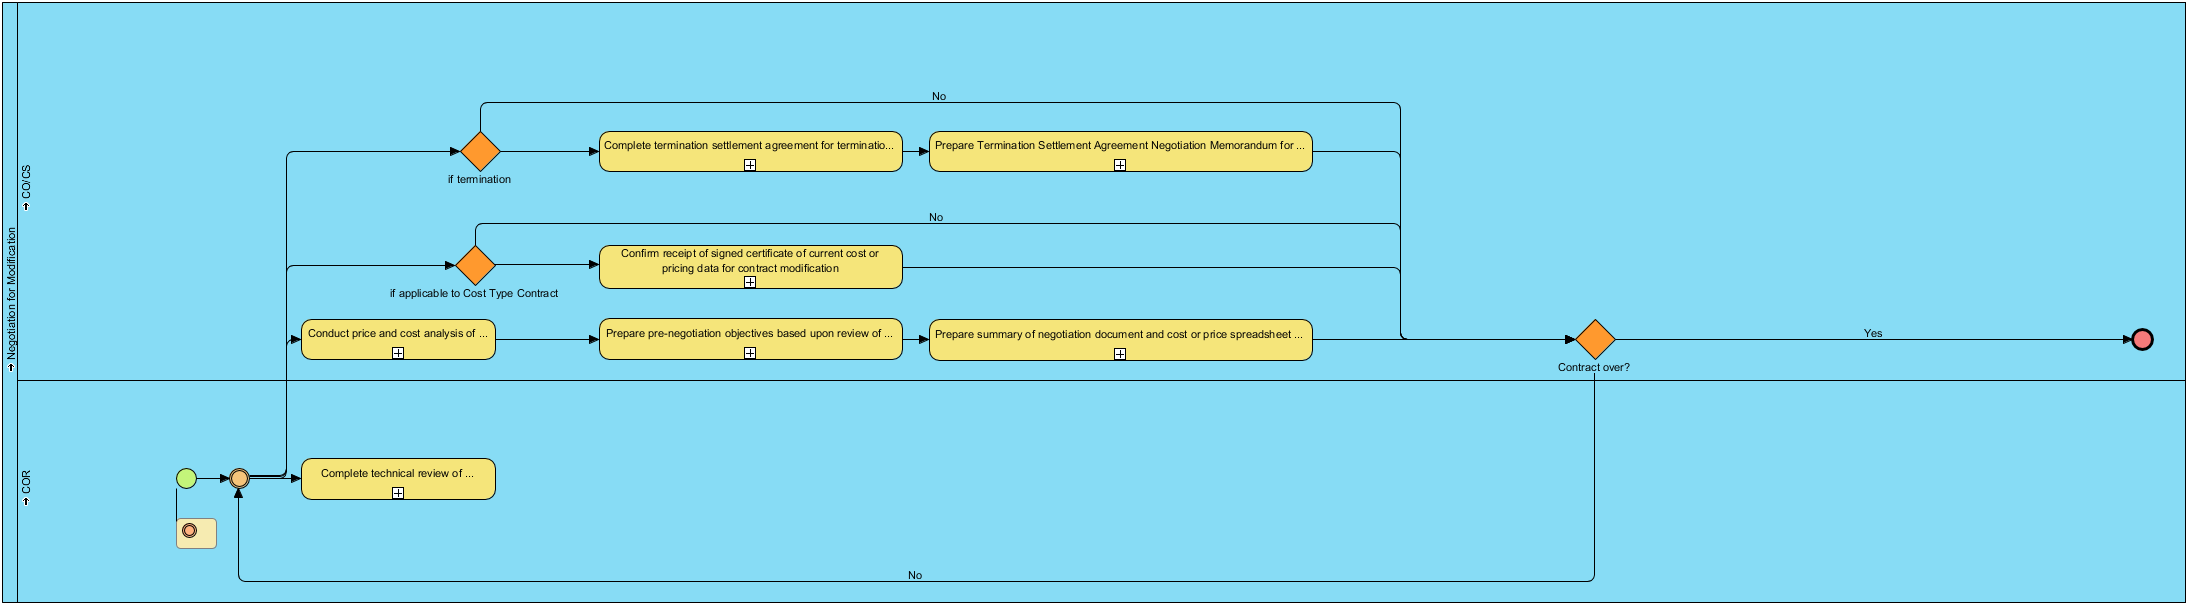 Negotiation for Modification
CO/CS
No
Complete termination settlement agreement for terminatio...
Prepare Termination Settlement Agreement Negotiation Memorandum for ...
if termination
No
Confirm receipt of signed certificate of current cost or
pricing data for contract modification
if applicable to Cost Type Contract
Conduct price and cost analysis of ...
Prepare pre-negotiation objectives based upon review of ...
Prepare summary of negotiation document and cost or price spreadsheet ...
Yes
Contract over?
COR
Complete technical review of ...
No